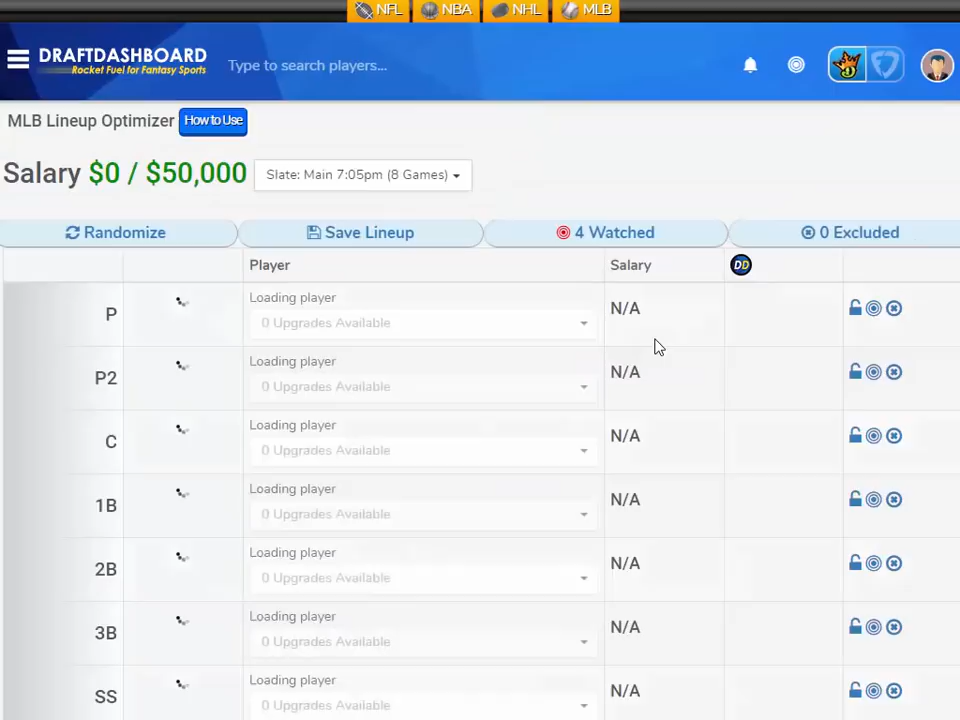 NFL NBA NHL MLB
DRAFTDASHBOARD
Rocket Fuel for Fantasy Sports
Type to search players...
MLB Lineup Optimizer How to Use
Salary $0 / $50,000 Slate: Main 7:05pm (8 Games)
Randomize Save Lineup 4 Watched 0 Excluded
Player Salary DD
P Loading player N/A
0 Upgrades Available
P2 Loading player N/A
0 Upgrades Available
C Loading player N/A
0 Upgrades Available
1B Loading player N/A
0 Upgrades Available
2B Loading player N/A
0 Upgrades Available
3B Loading player N/A
0 Upgrades Available
SS Loading player N/A
0 Upgrades Available